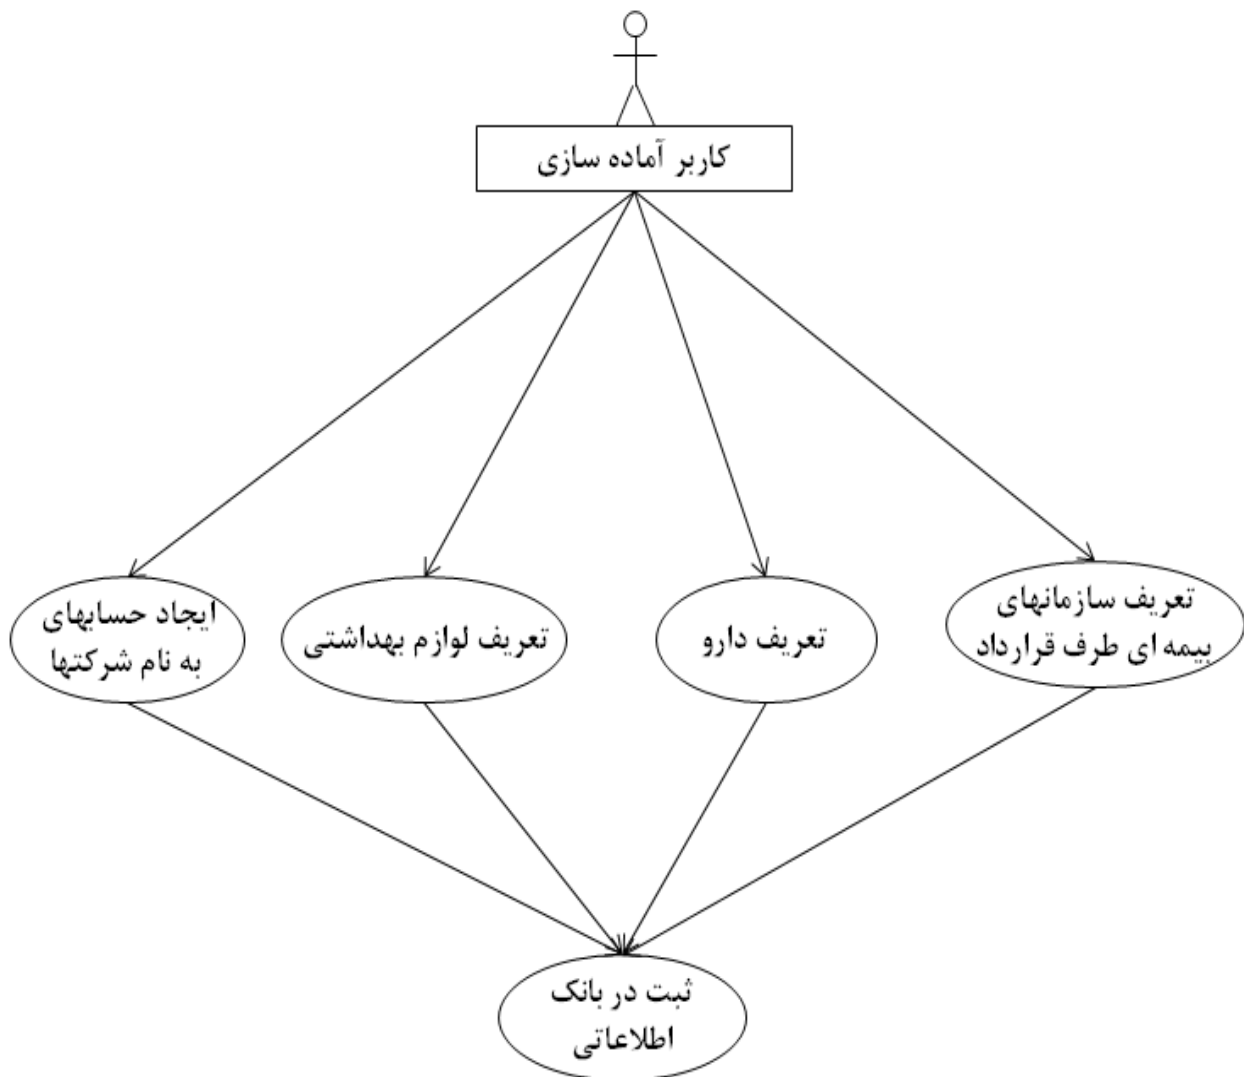 کاربر آماده سازی
تعریف سازمانهای
بیمه ای طرف قرارداد
تعریف دارو
تعریف لوازم بهداشتی
ایجاد حسابهای
به نام شرکتها
ثبت در بانک
اطلاعاتی